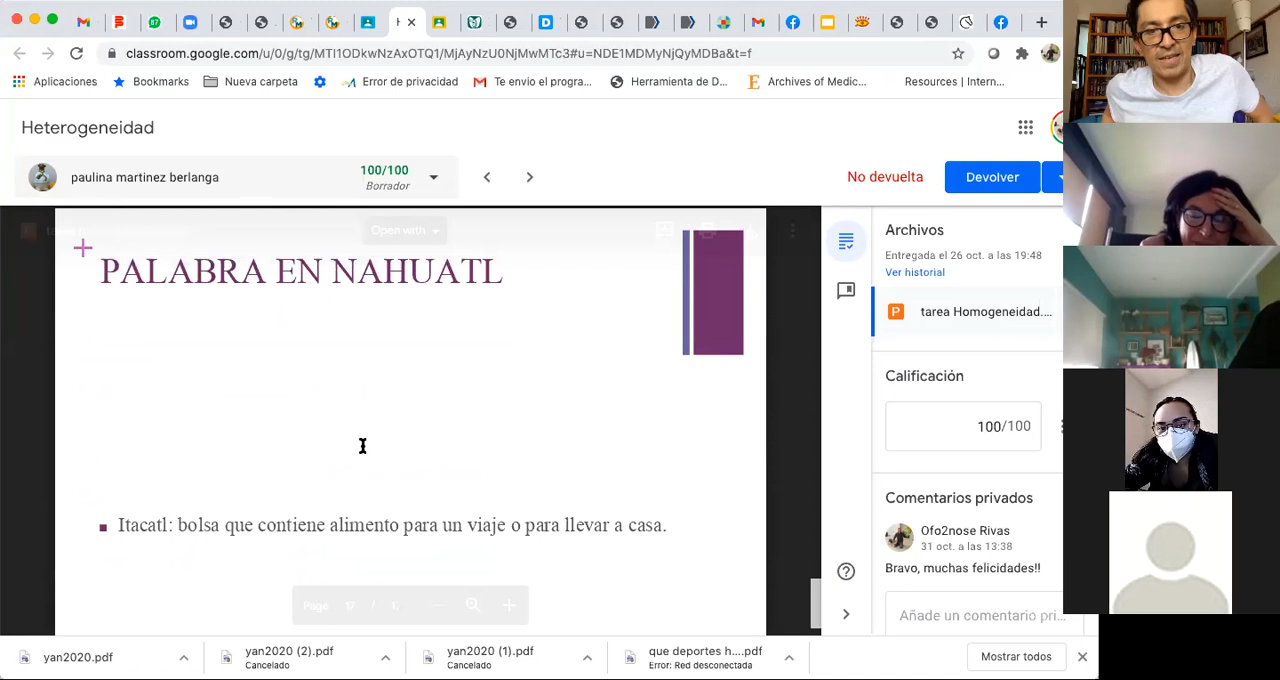 classroom.google.com/u/0/g/tg/MTI1ODkwNzAxOTQ1/MjAyNzU0NjMwMTc3#u=NDE1MDMyNjQyMDBa&t=f
Aplicaciones Bookmarks Nueva carpeta Error de privacidad Te envio el progra... Herramienta de D... Archives of Medic... Resources | Intern...
Heterogeneidad
paulina martinez berlanga
100/100
Borrador
No devuelta
Devolver
Open with
PALABRA EN NAHUATL
Itacatl: bolsa que contiene alimento para un viaje o para llevar a casa.
Page 17 /
Archivos
Entregada el 26 oct. a las 19:48
Ver historial
tarea Homogeneidad....
Calificación
100/100
Comentarios privados
Ofo2nose Rivas
31 oct. a las 13:38
Bravo, muchas felicidades!!
Añade un comentario pri...
yan2020.pdf
yan2020 (2).pdf
Cancelado
yan2020 (1).pdf
Cancelado
que deportes h....pdf
Error: Red desconectada
Mostrar todos